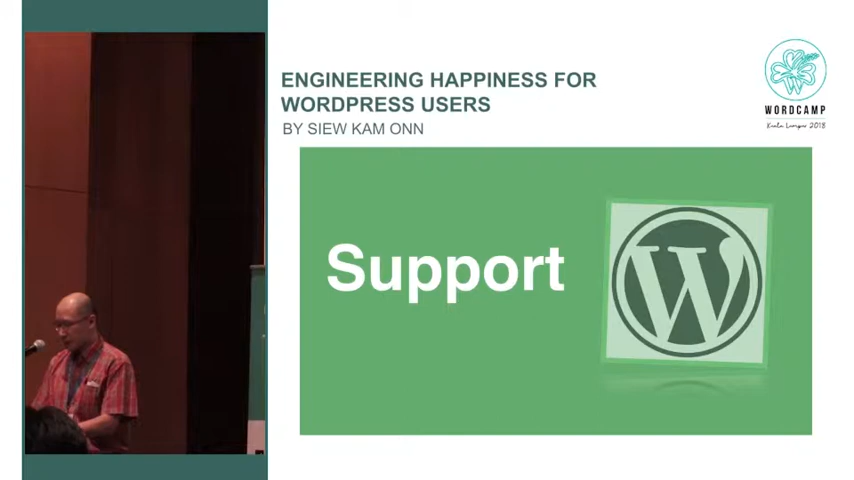 ENGINEERING HAPPINESS FOR
WORDPRESS USERS
BY SIEW KAM ONN
WORDCAMP
Kuala Lumpur 2018
Support